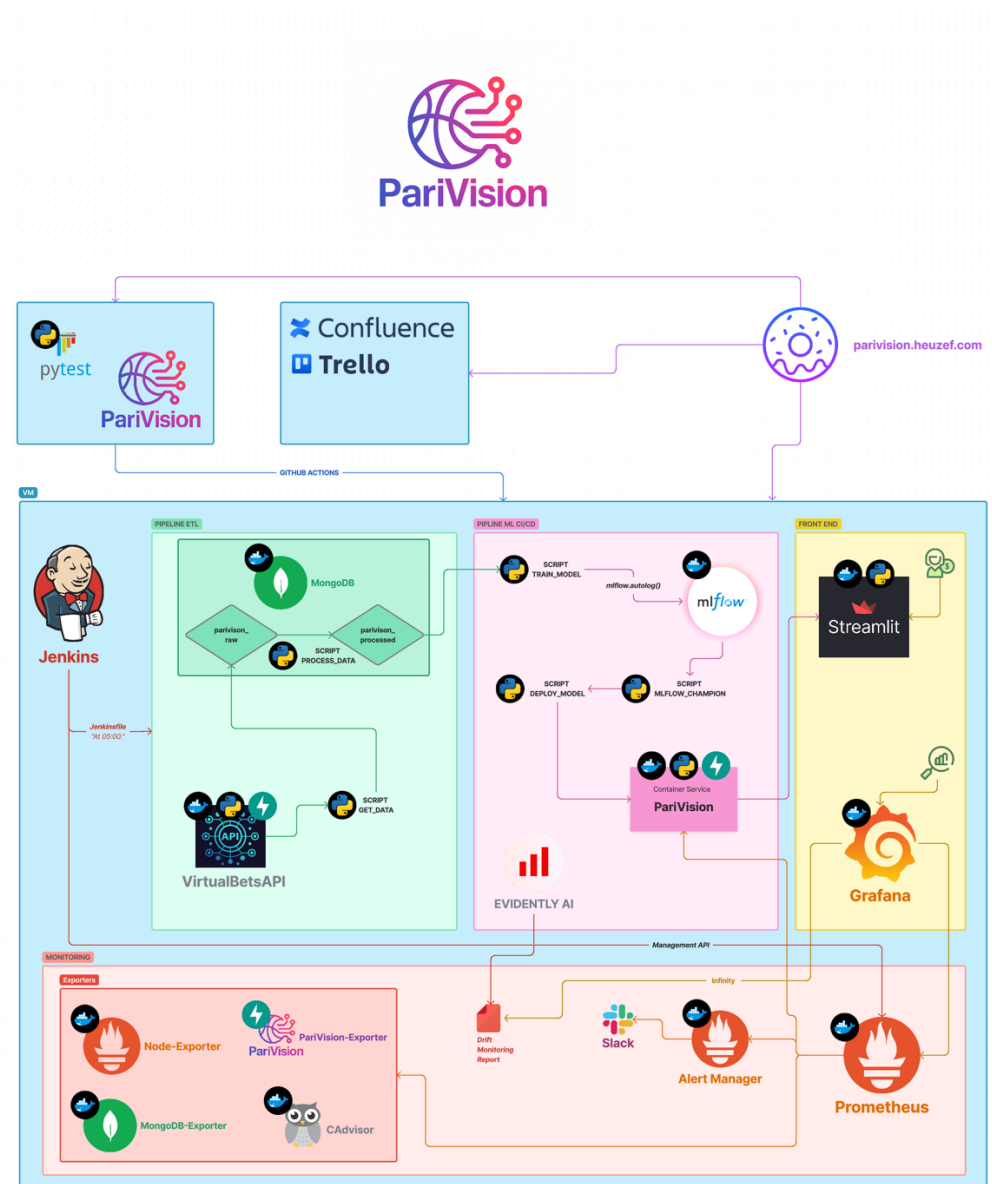 PariVision
parivision.heuzef.com
pytest
PariVision
Confluence
Trello
GITHUB ACTIONS
VM
PIPELINE ETL
PIPLINE ML CI/CD
FRONT END
Jenkins
MongoDB
parivison_
raw
parivison_
processed
SCRIPT
PROCESS_DATA
SCRIPT
TRAIN_MODEL
mlflow.autolog()
mlflow
Streamlit
SCRIPT
DEPLOY_MODEL
SCRIPT
MLFLOW_CHAMPION
Jenkinsfile
"At 05:00."
API
VirtualBetsAPI
SCRIPT
GET_DATA
Container Service
PariVision
EVIDENTLY AI
Grafana
Management API
MONITORING
Exporters
Infinity
Node-Exporter
PariVision
PariVision-Exporter
MongoDB-Exporter
CAdvisor
Drift
Monitoring
Report
Slack
Alert Manager
Prometheus